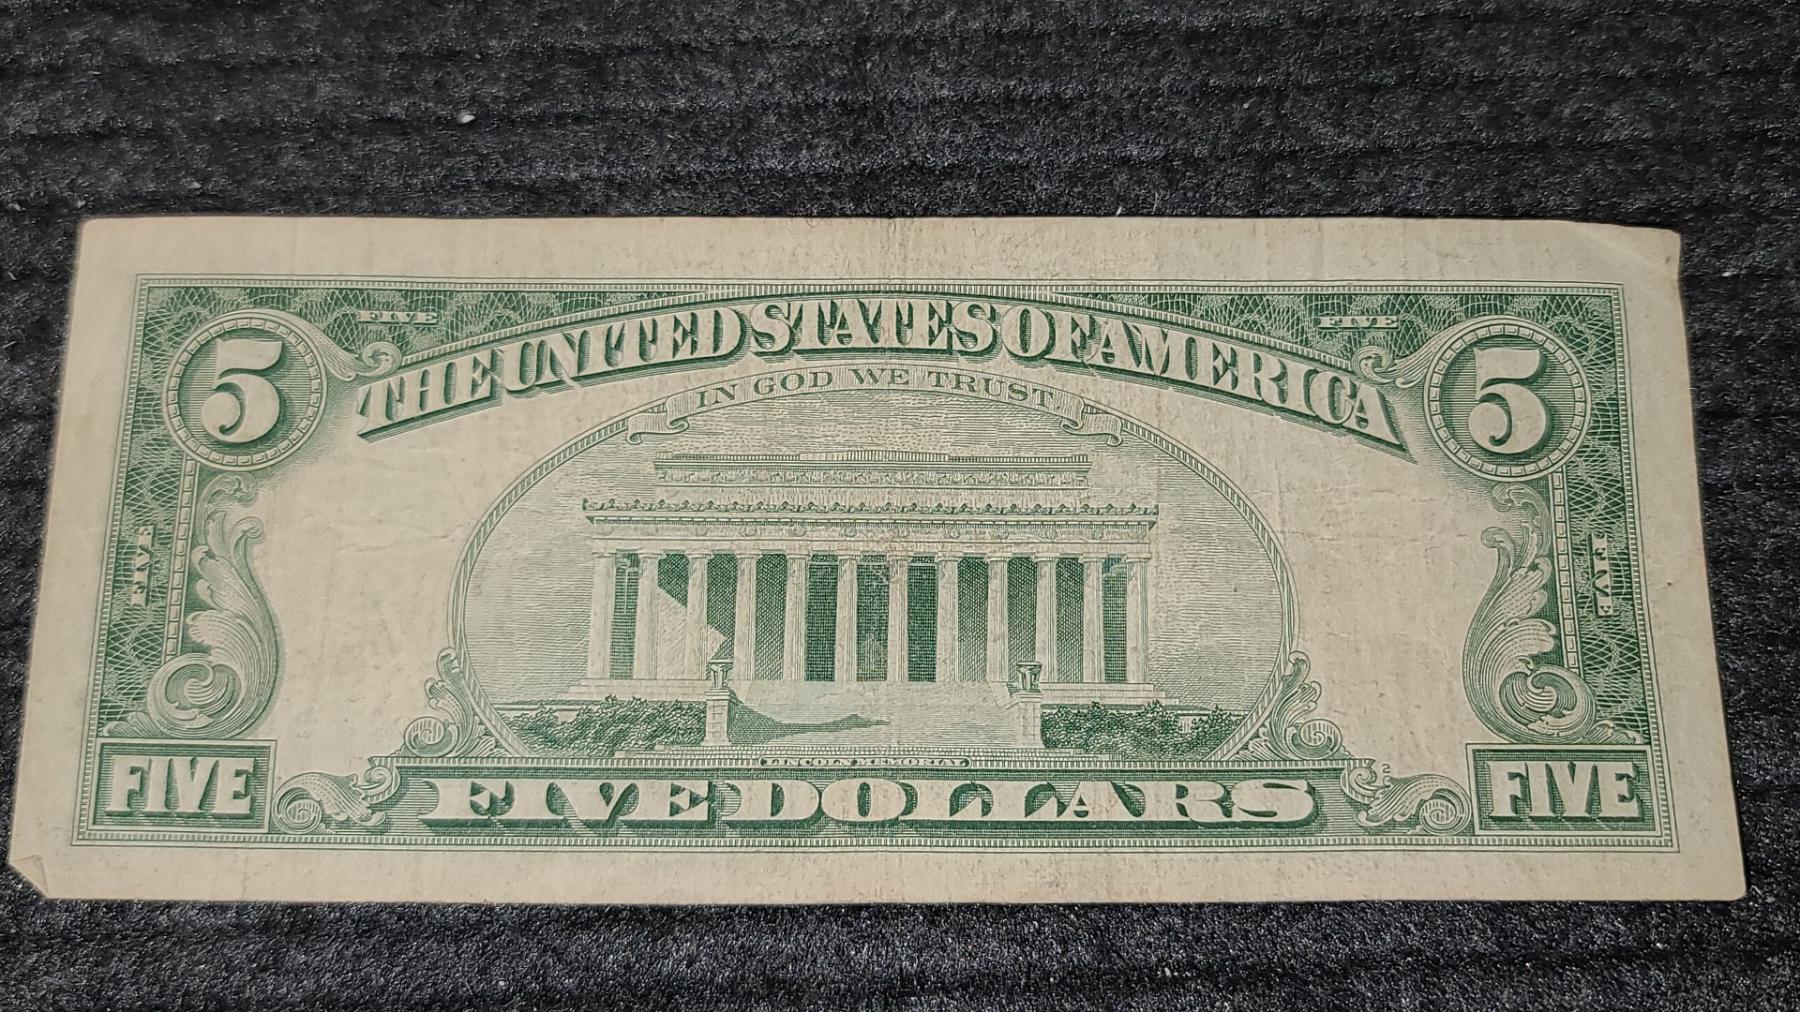 FIVE FIVE
5 THE UNITED STATES OF AMERICA 5
IN GOD WE TRUST
FIVE FIVE
LINCOLN MEMORIAL
2
FIVE FIVE DOLLARS FIVE